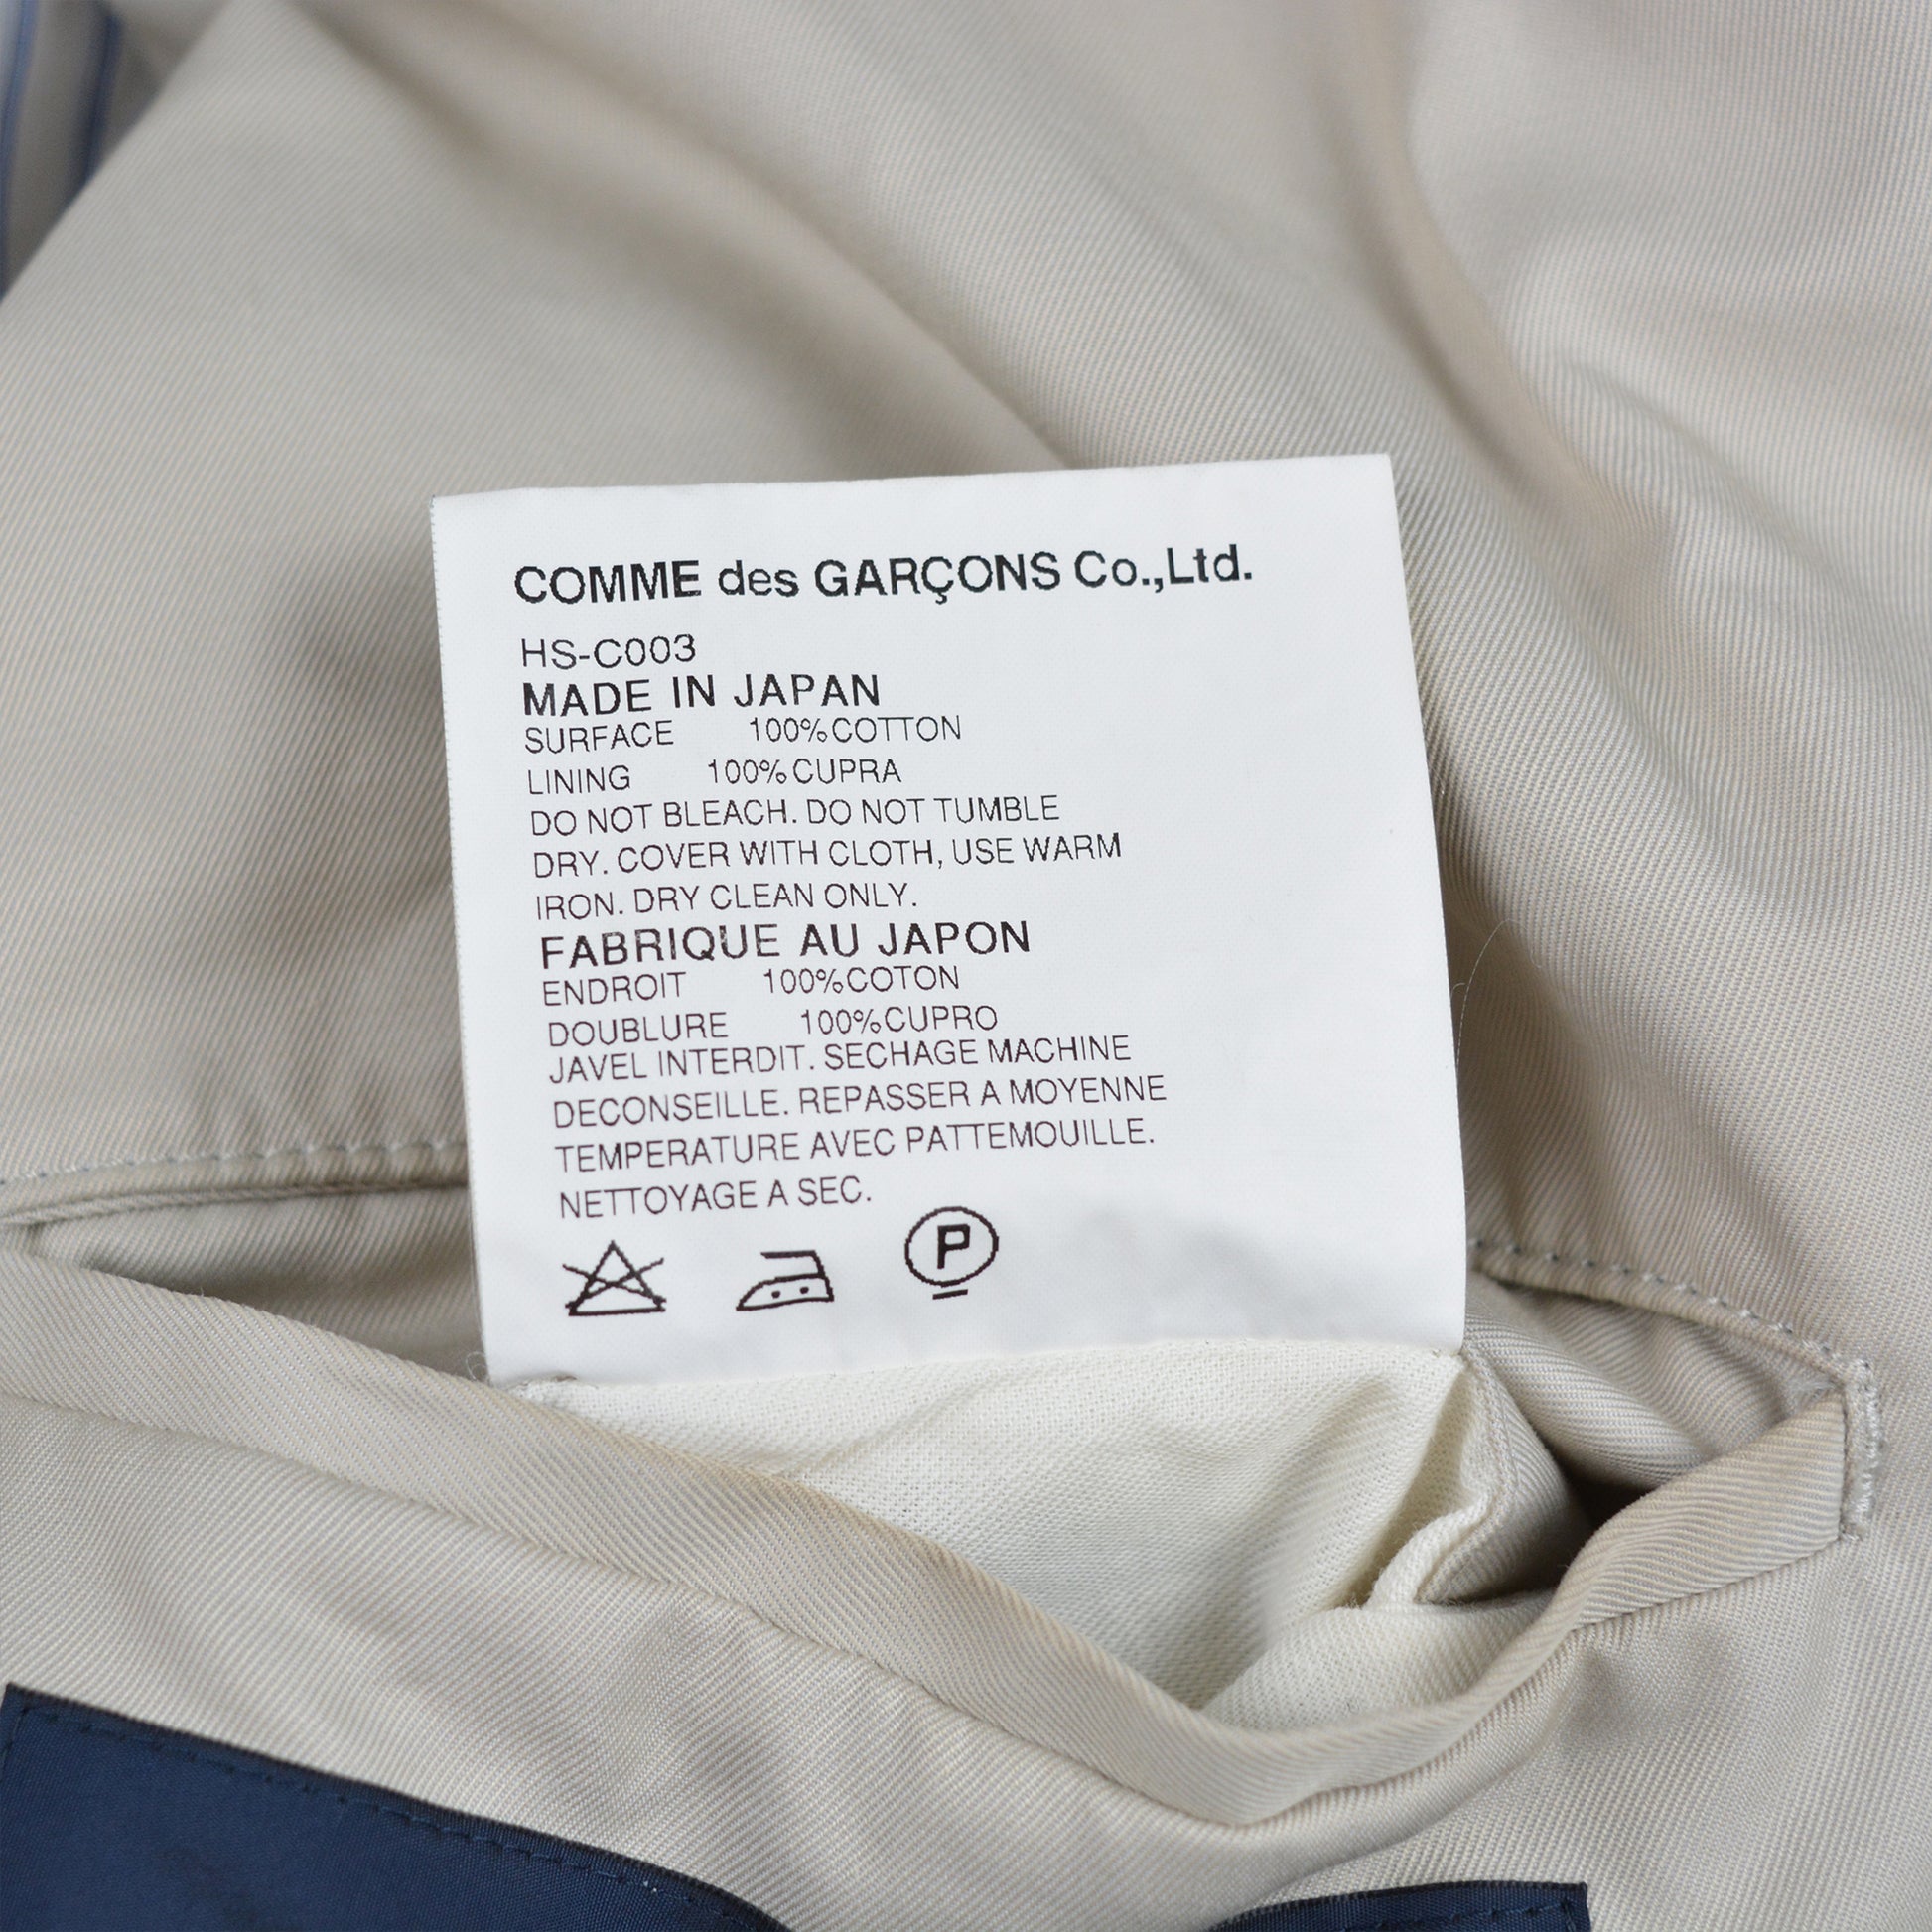 COMME des GARÇONS Co.,Ltd.
HS-C003
MADE IN JAPAN
SURFACE 100%COTTON
LINING 100%CUPRA
DO NOT BLEACH. DO NOT TUMBLE
DRY. COVER WITH CLOTH, USE WARM
IRON. DRY CLEAN ONLY.
FABRIQUE AU JAPON
ENDROIT 100%COTON
DOUBLURE 100%CUPRO
JAVEL INTERDIT. SECHAGE MACHINE
DECONSEILLE. REPASSER A MOYENNE
TEMPERATURE AVEC PATTEMOUILLE.
NETTOYAGE A SEC.
P